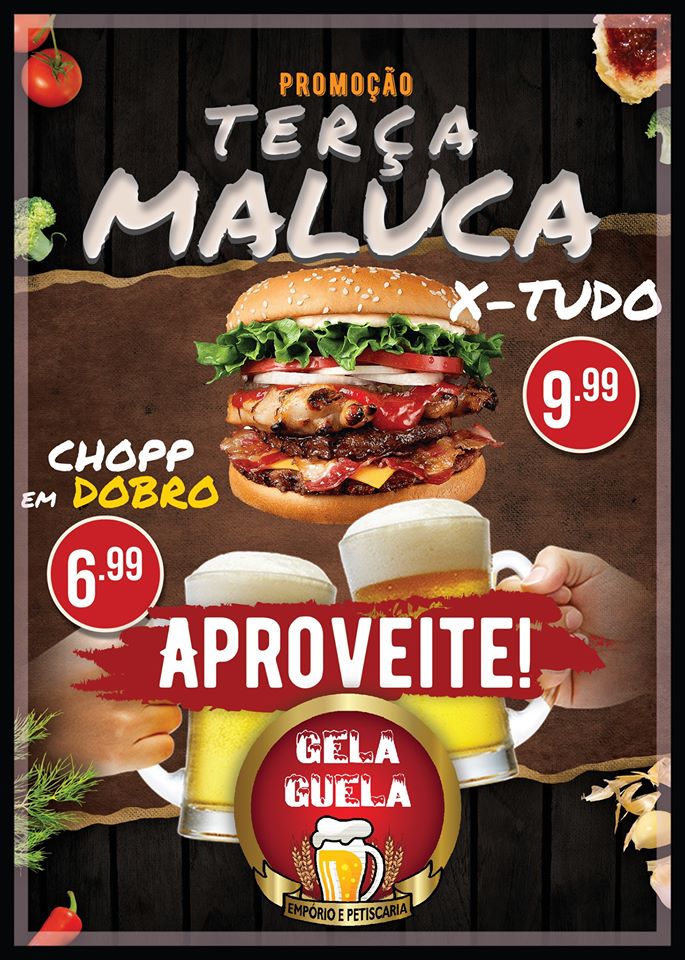 PROMOÇÃO
TERÇA
MALUCA
X-TUDO
9.99
CHOPP
EM DOBRO
6.99
APROVEITE!
GELA
GUELA
EMPÓRIO E PETISCARIA